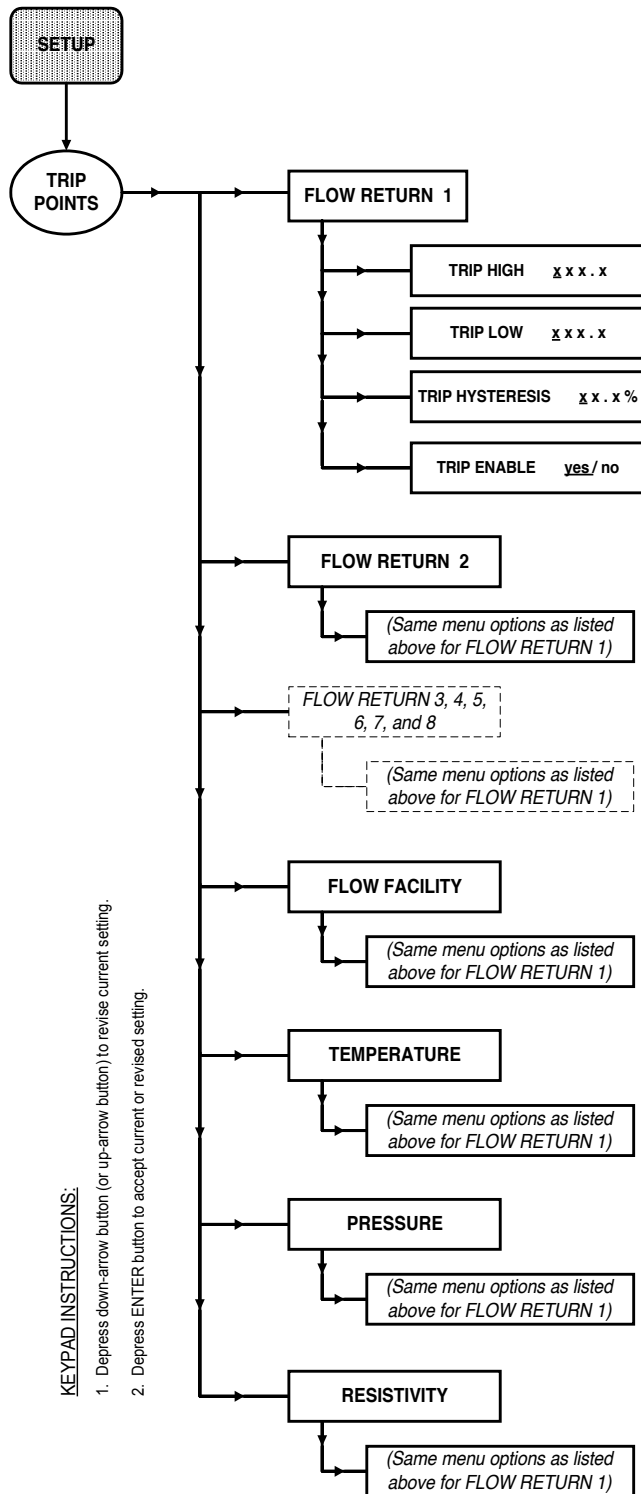 SETUP
TRIP
POINTS
FLOW RETURN 1
TRIP HIGH x x x . x
TRIP LOW x x x . x
TRIP HYSTERESIS x x . x %
TRIP ENABLE yes / no
FLOW RETURN 2
(Same menu options as listed
above for FLOW RETURN 1)
FLOW RETURN 3, 4, 5,
6, 7, and 8
(Same menu options as listed
above for FLOW RETURN 1)
FLOW FACILITY
(Same menu options as listed
above for FLOW RETURN 1)
TEMPERATURE
(Same menu options as listed
above for FLOW RETURN 1)
PRESSURE
(Same menu options as listed
above for FLOW RETURN 1)
RESISTIVITY
(Same menu options as listed
above for FLOW RETURN 1)
KEYPAD INSTRUCTIONS:
1. Depress down-arrow button (or up-arrow button) to revise current setting.
2. Depress ENTER button to accept current or revised setting.